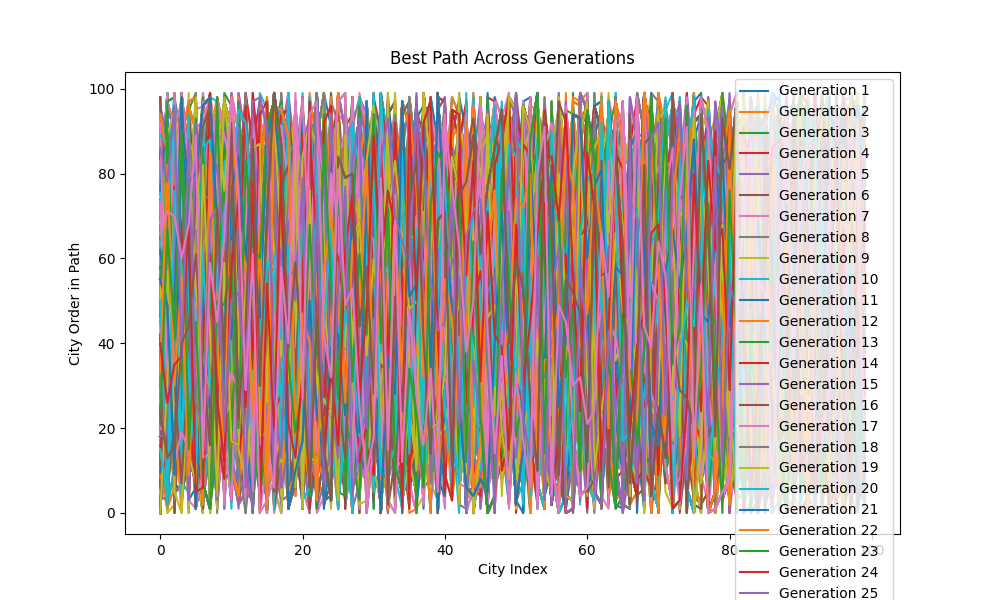 Best Path Across Generations
City Order in Path
100
80
60
40
20
0
0
20
40
60
80
100
City Index
Generation 1
Generation 2
Generation 3
Generation 4
Generation 5
Generation 6
Generation 7
Generation 8
Generation 9
Generation 10
Generation 11
Generation 12
Generation 13
Generation 14
Generation 15
Generation 16
Generation 17
Generation 18
Generation 19
Generation 20
Generation 21
Generation 22
Generation 23
Generation 24
Generation 25